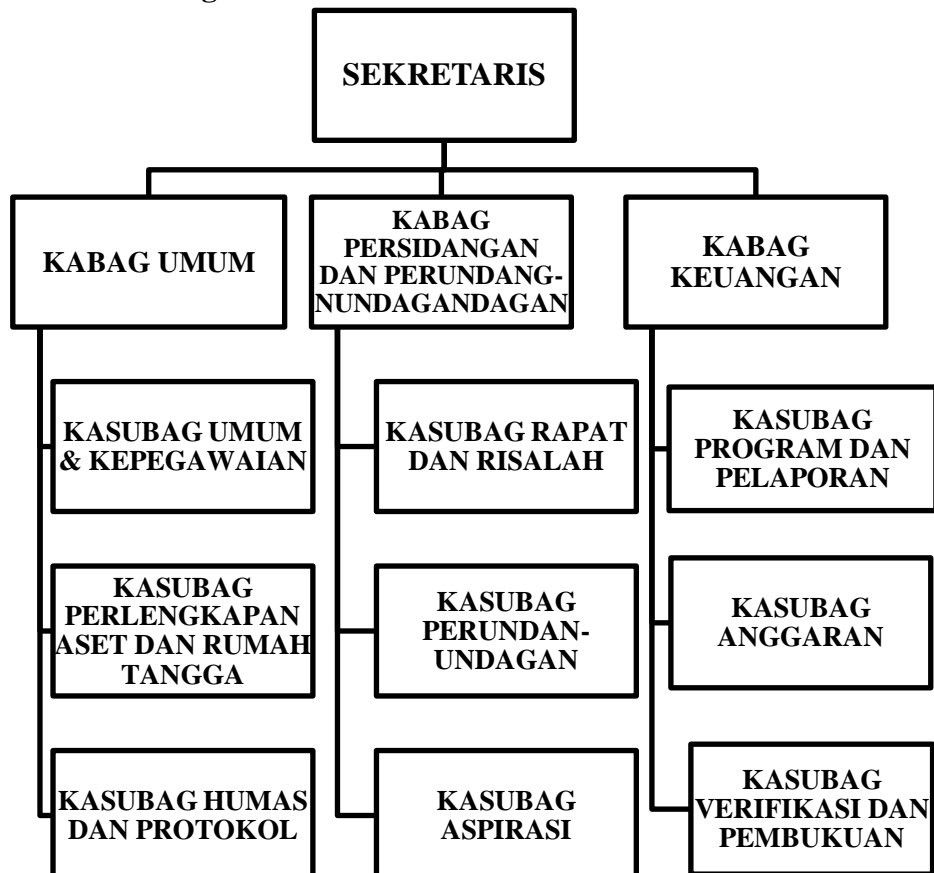 SEKRETARIS
KABAG UMUM
KABAG
PERSIDANGAN
DAN PERUNDANG-
NUNDAGANDAGAN
KABAG
KEUANGAN
KASUBAG UMUM
& KEPEGAWAIAN
KASUBAG RAPAT
DAN RISALAH
KASUBAG
PROGRAM DAN
PELAPORAN
KASUBAG
PERLENGKAPAN
ASET DAN RUMAH
TANGGA
KASUBAG
PERUNDAN-
UNDAGAN
KASUBAG
ANGGARAN
KASUBAG HUMAS
DAN PROTOKOL
KASUBAG
ASPIRASI
KASUBAG
VERIFIKASI DAN
PEMBUKUAN